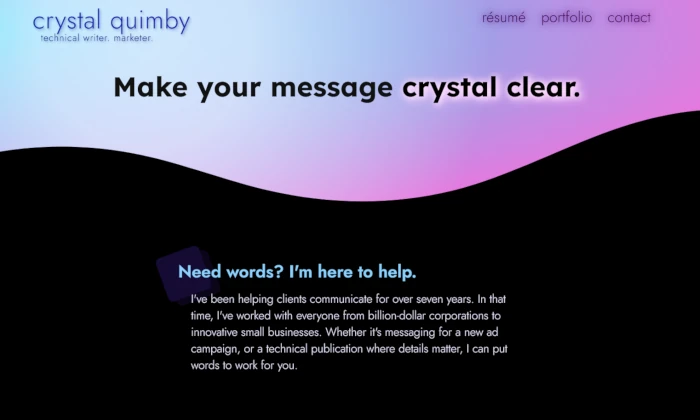 crystal quimby
technical writer. marketer.
résumé portfolio contact
Make your message crystal clear.
Need words? I'm here to help.
I've been helping clients communicate for over seven years. In that
time, I've worked with everyone from billion-dollar corporations to
innovative small businesses. Whether it's messaging for a new ad
campaign, or a technical publication where details matter, I can put
words to work for you.